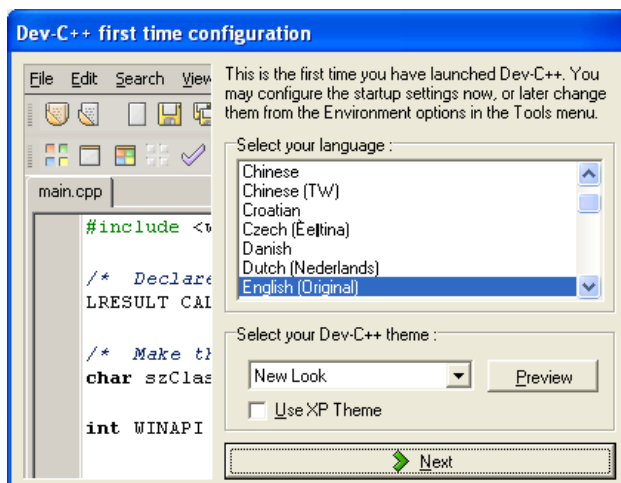 Dev-C++ first time configuration
File Edit Search View
main.cpp
#include <w
/* Declare
LRESULT CAL
/* Make th
char szClas
int WINAPI
This is the first time you have launched Dev-C++. You
may configure the startup settings now, or later change
them from the Environment options in the Tools menu.
Select your language :
Chinese
Chinese (TW)
Croatian
Czech (Èeltina)
Danish
Dutch (Nederlands)
English (Original)
Select your Dev-C++ theme :
New Look
Preview
Use XP Theme
Next